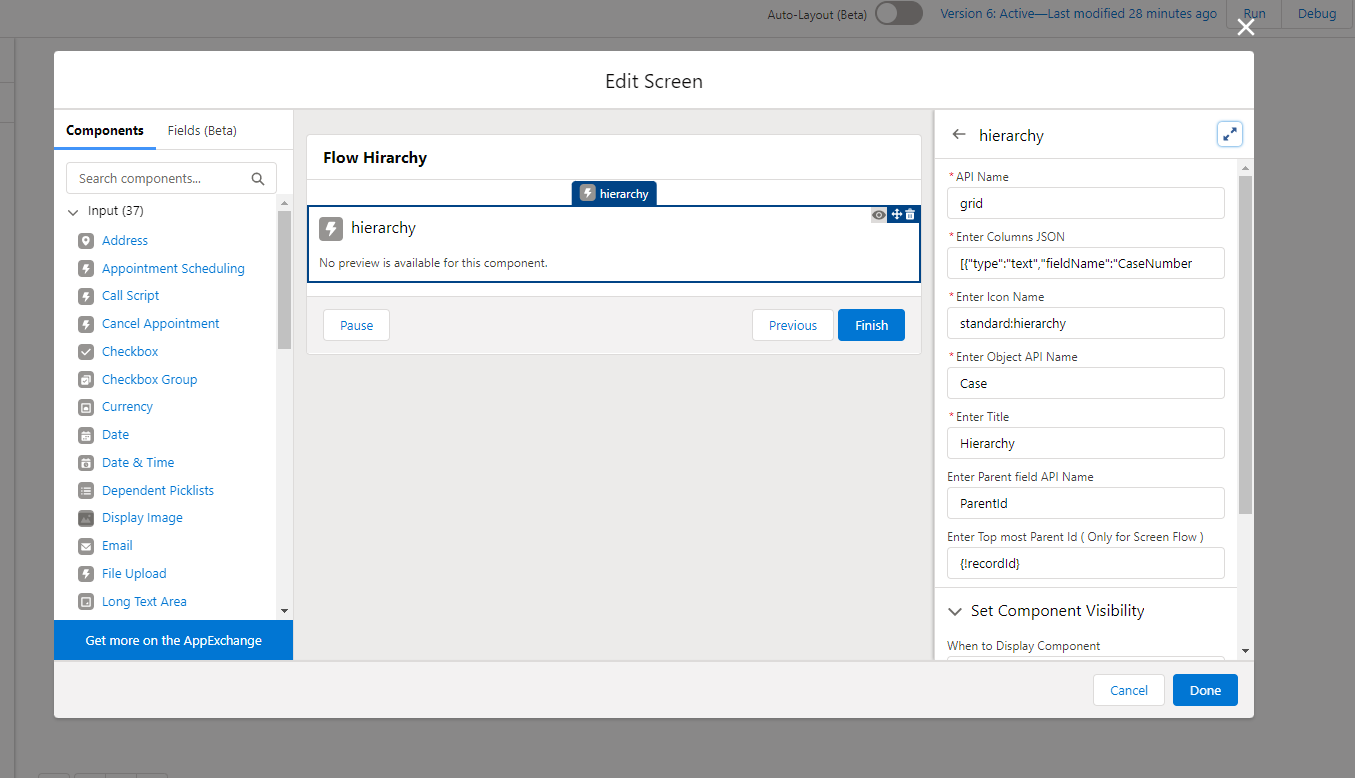 Auto-Layout (Beta)
Version 6: Active—Last modified 28 minutes ago
Run
Debug
Edit Screen
Components
Fields (Beta)
Search components...
Input (37)
Address
Appointment Scheduling
Call Script
Cancel Appointment
Checkbox
Checkbox Group
Currency
Date
Date & Time
Dependent Picklists
Display Image
Email
File Upload
Long Text Area
Get more on the AppExchange
Flow Hirarchy
hierarchy
hierarchy
No preview is available for this component.
Pause
Previous
Finish
hierarchy
*API Name
grid
*Enter Columns JSON
[{"type":"text","fieldName":"CaseNumber
*Enter Icon Name
standard:hierarchy
*Enter Object API Name
Case
*Enter Title
Hierarchy
Enter Parent field API Name
ParentId
Enter Top most Parent Id ( Only for Screen Flow )
{!recordId}
Set Component Visibility
When to Display Component
Cancel
Done